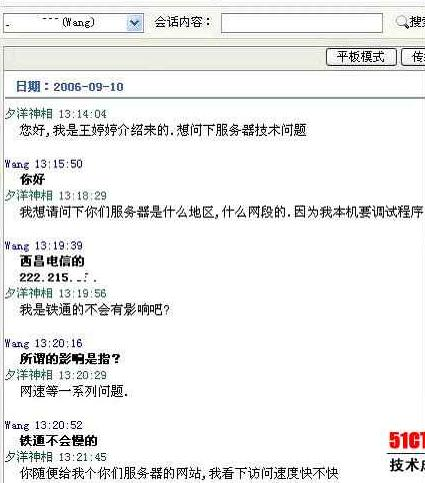 (Wang) 会话内容：
平板模式
日期：2006-09-10
夕洋神相 13:14:04
您好,我是王婷婷介绍来的.想问下服务器技术问题
Wang 13:15:50
你好
夕洋神相 13:18:29
我想请问下你们服务器是什么地区,什么网段的.因为我本机要调试程序
Wang 13:19:39
西昌电信的
222.215.
夕洋神相 13:19:56
我是铁通的不会有影响吧?
Wang 13:20:16
所谓的影响是指？
夕洋神相 13:20:29
网速等一系列问题.
Wang 13:20:52
铁通不会慢的
夕洋神相 13:21:45
你随便给我个你们服务器的网站,我看下访问速度快不快
51CT